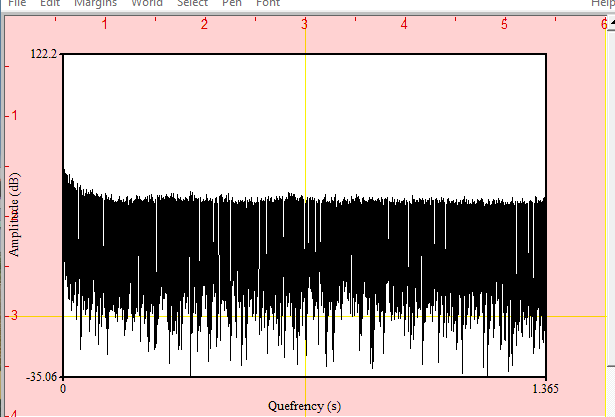 File Edit Margins World Select Pen Font Help
1 2 3 4 5 6
122.2
1
Amplitude (dB)
3
-35.06
0 1.365
Quefrency (s)